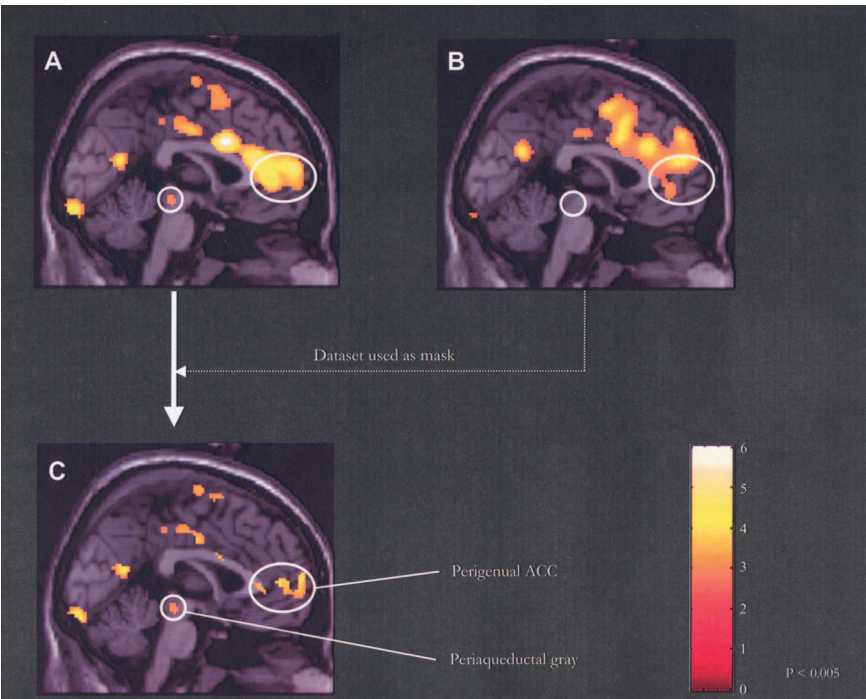 A
B
Dataset used as mask
C
6
5
4
3
2
1
0
Perigenual ACC
Periaqueductal gray
P < 0.005